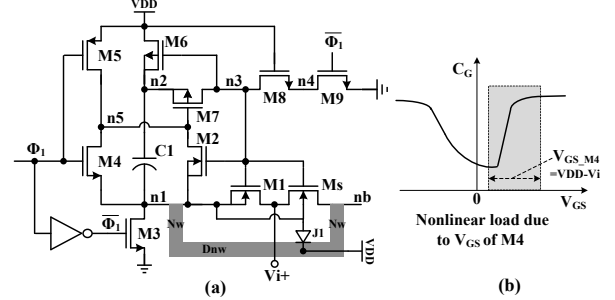 VDD
M5
M6
Φ1
n2
n3
n4
M8
M9
n5
M7
M2
Φ1
M4
C1
n1
M1
Ms
nb
Nw
Nw
Φ1
M3
Dnw
J1
VDD
Vi+
(a)
CG
VGS_M4
=VDD-Vi
0
VGS
Nonlinear load due
to VGS of M4
(b)